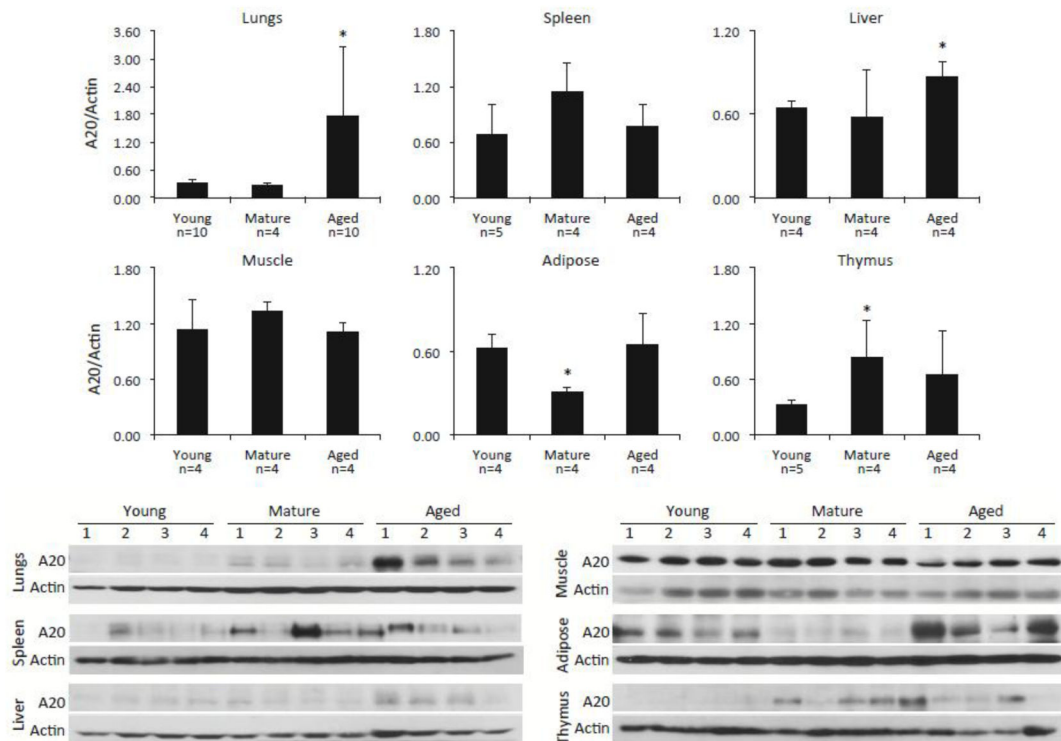 Lungs
A20/Actin
3.60
3.00
2.40
1.80
1.20
0.60
0.00
*
Young Mature Aged
n=10 n=4 n=10
Spleen
1.80
1.20
0.60
0.00
Young Mature Aged
n=5 n=4 n=4
Liver
1.20
0.60
0.00
*
Young Mature Aged
n=4 n=4 n=4
Muscle
A20/Actin
1.80
1.20
0.60
0.00
Young Mature Aged
n=4 n=4 n=4
Adipose
1.20
0.60
0.00
*
Young Mature Aged
n=4 n=4 n=4
Thymus
1.80
1.20
0.60
0.00
*
Young Mature Aged
n=5 n=4 n=4
Young Mature Aged
1 2 3 4 1 2 3 4 1 2 3 4
Lungs
A20
Actin
Spleen
A20
Actin
Liver
A20
Actin
Young Mature Aged
1 2 3 4 1 2 3 4 1 2 3 4
Muscle
A20
Actin
Adipose
A20
Actin
Thymus
A20
Actin